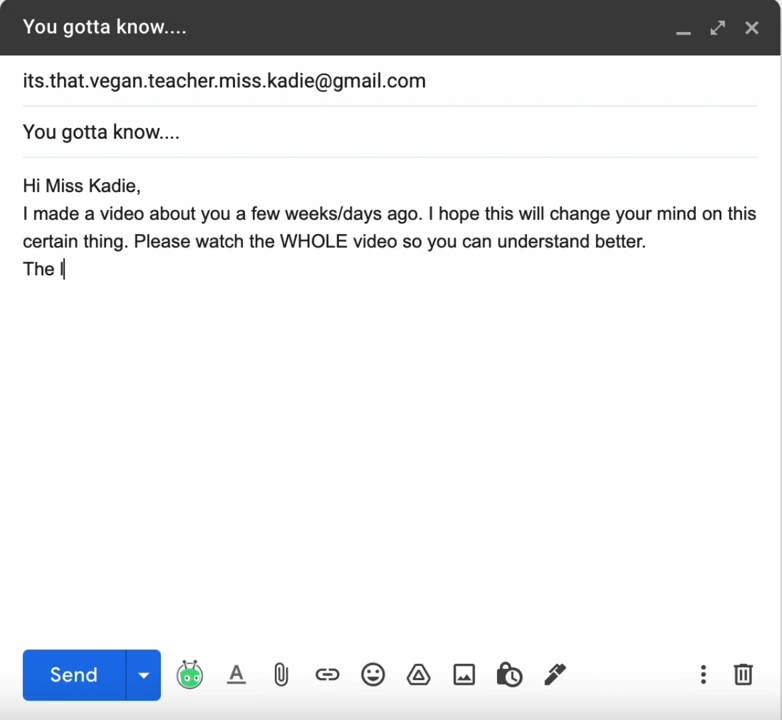 You gotta know....
its.that.vegan.teacher.miss.kadie@gmail.com
You gotta know....
Hi Miss Kadie,
I made a video about you a few weeks/days ago. I hope this will change your mind on this
certain thing. Please watch the WHOLE video so you can understand better.
The l
Send